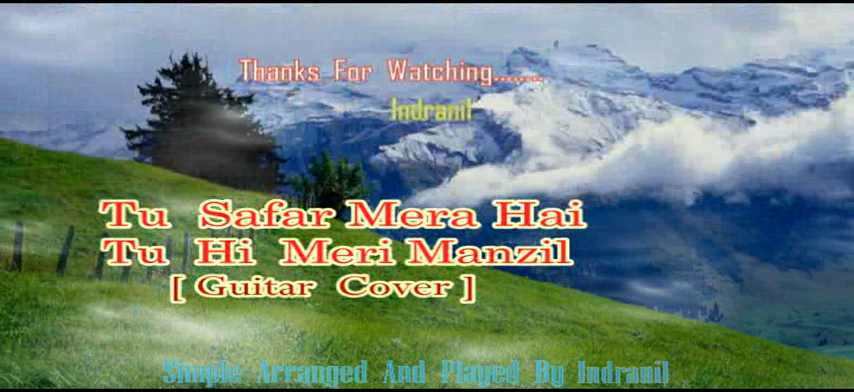 Thanks For Watching........
Indranil
Tu Safar Mera Hai
Tu Hi Meri Manzil
[ Guitar Cover ]
Simple Arranged And Played By Indranil